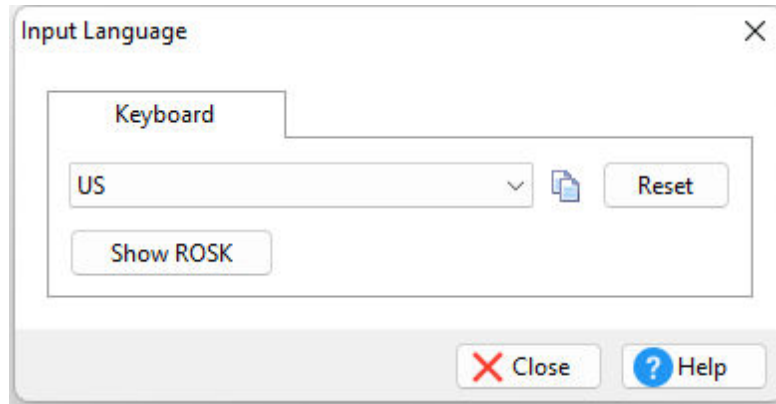 Input Language
Keyboard
US
Reset
Show ROSK
Close
Help